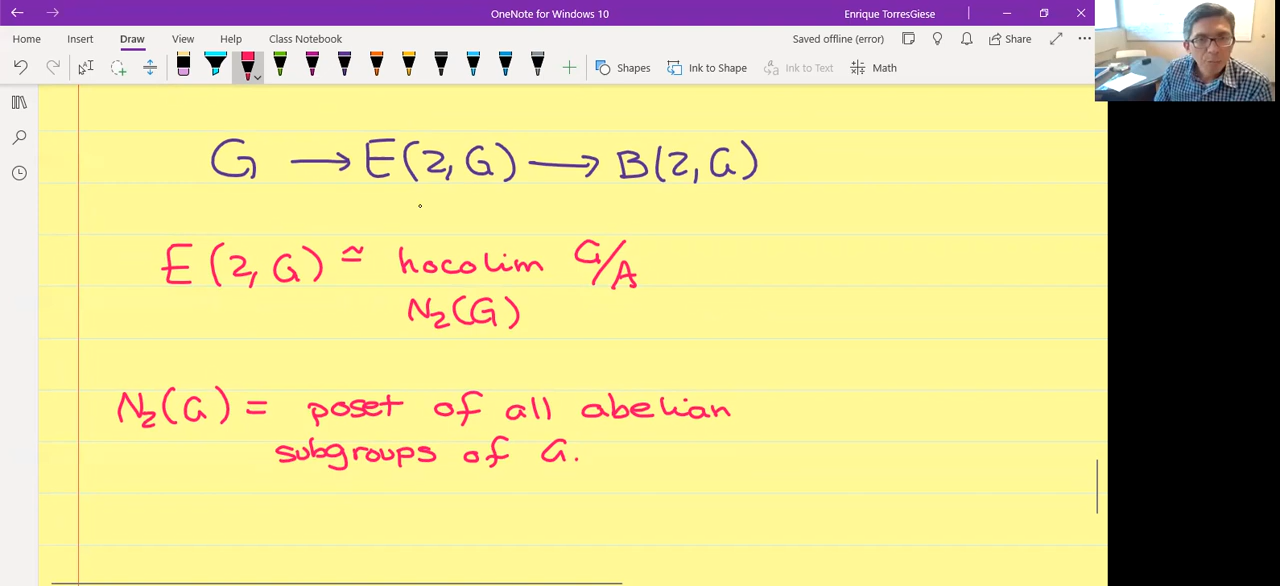 OneNote for Windows 10
Enrique TorresGiese
Home Insert Draw View Help Class Notebook
Saved offline (error)
Share
Shapes
Ink to Shape
Ink to Text
Math
G → E(2, G) → B(2, G)
E(2, G) ≃ hocolim G/A
N₂(G)
N₂(G) = poset of all abelian
subgroups of G.